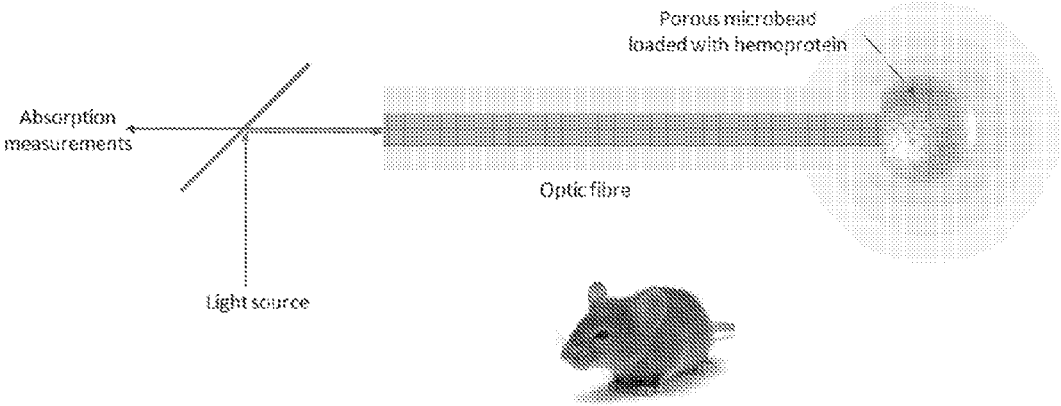 Porous microbead
loaded with hemoprotein
Absorption
measurements
Optic fibre
Light source